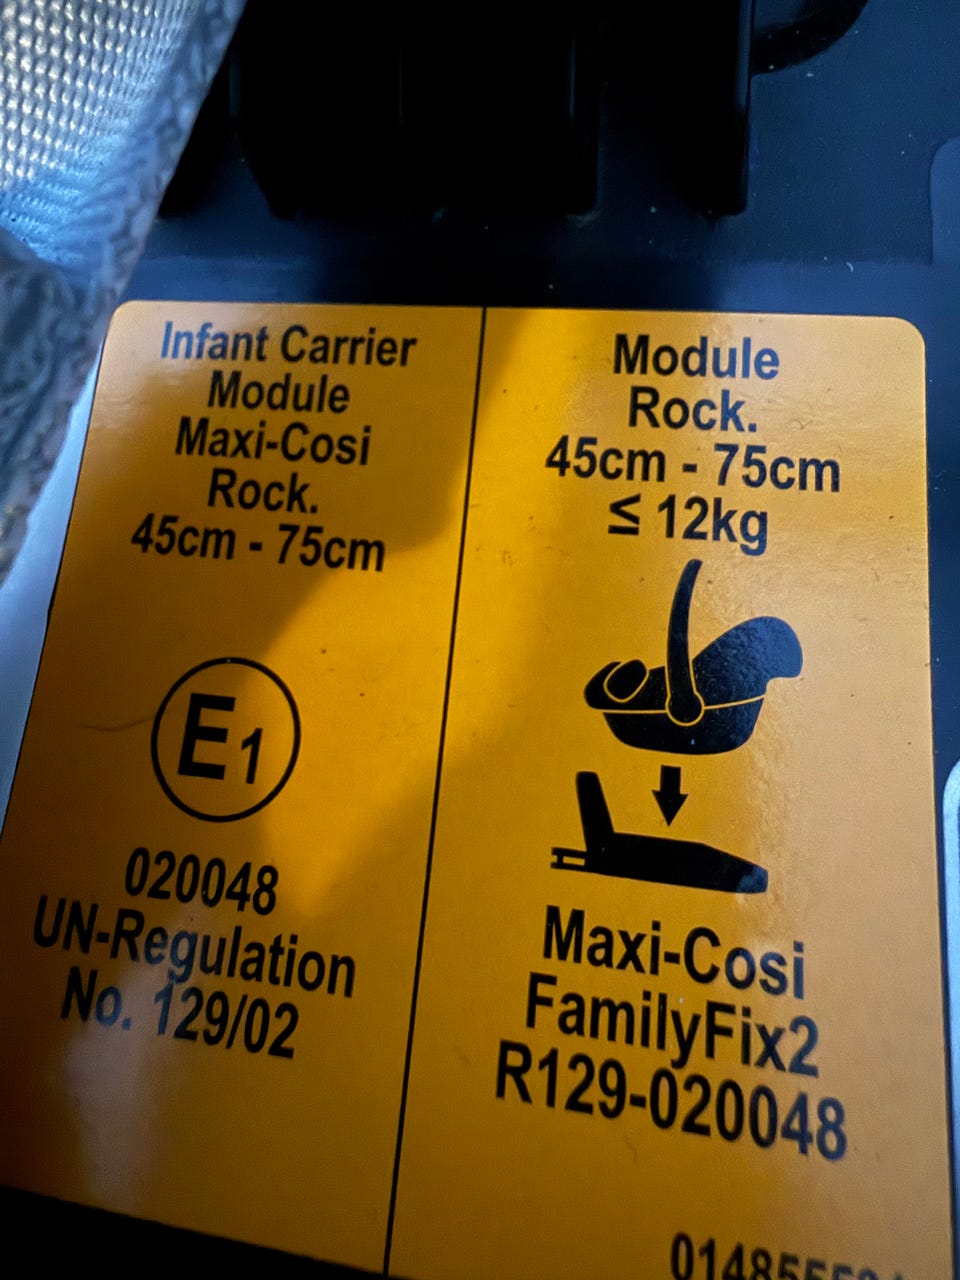 Infant Carrier
Module
Maxi-Cosi
Rock.
45cm - 75cm
E1
020048
UN-Regulation
No. 129/02
Module
Rock.
45cm - 75cm
≤ 12kg
Maxi-Cosi
FamilyFix2
R129-020048